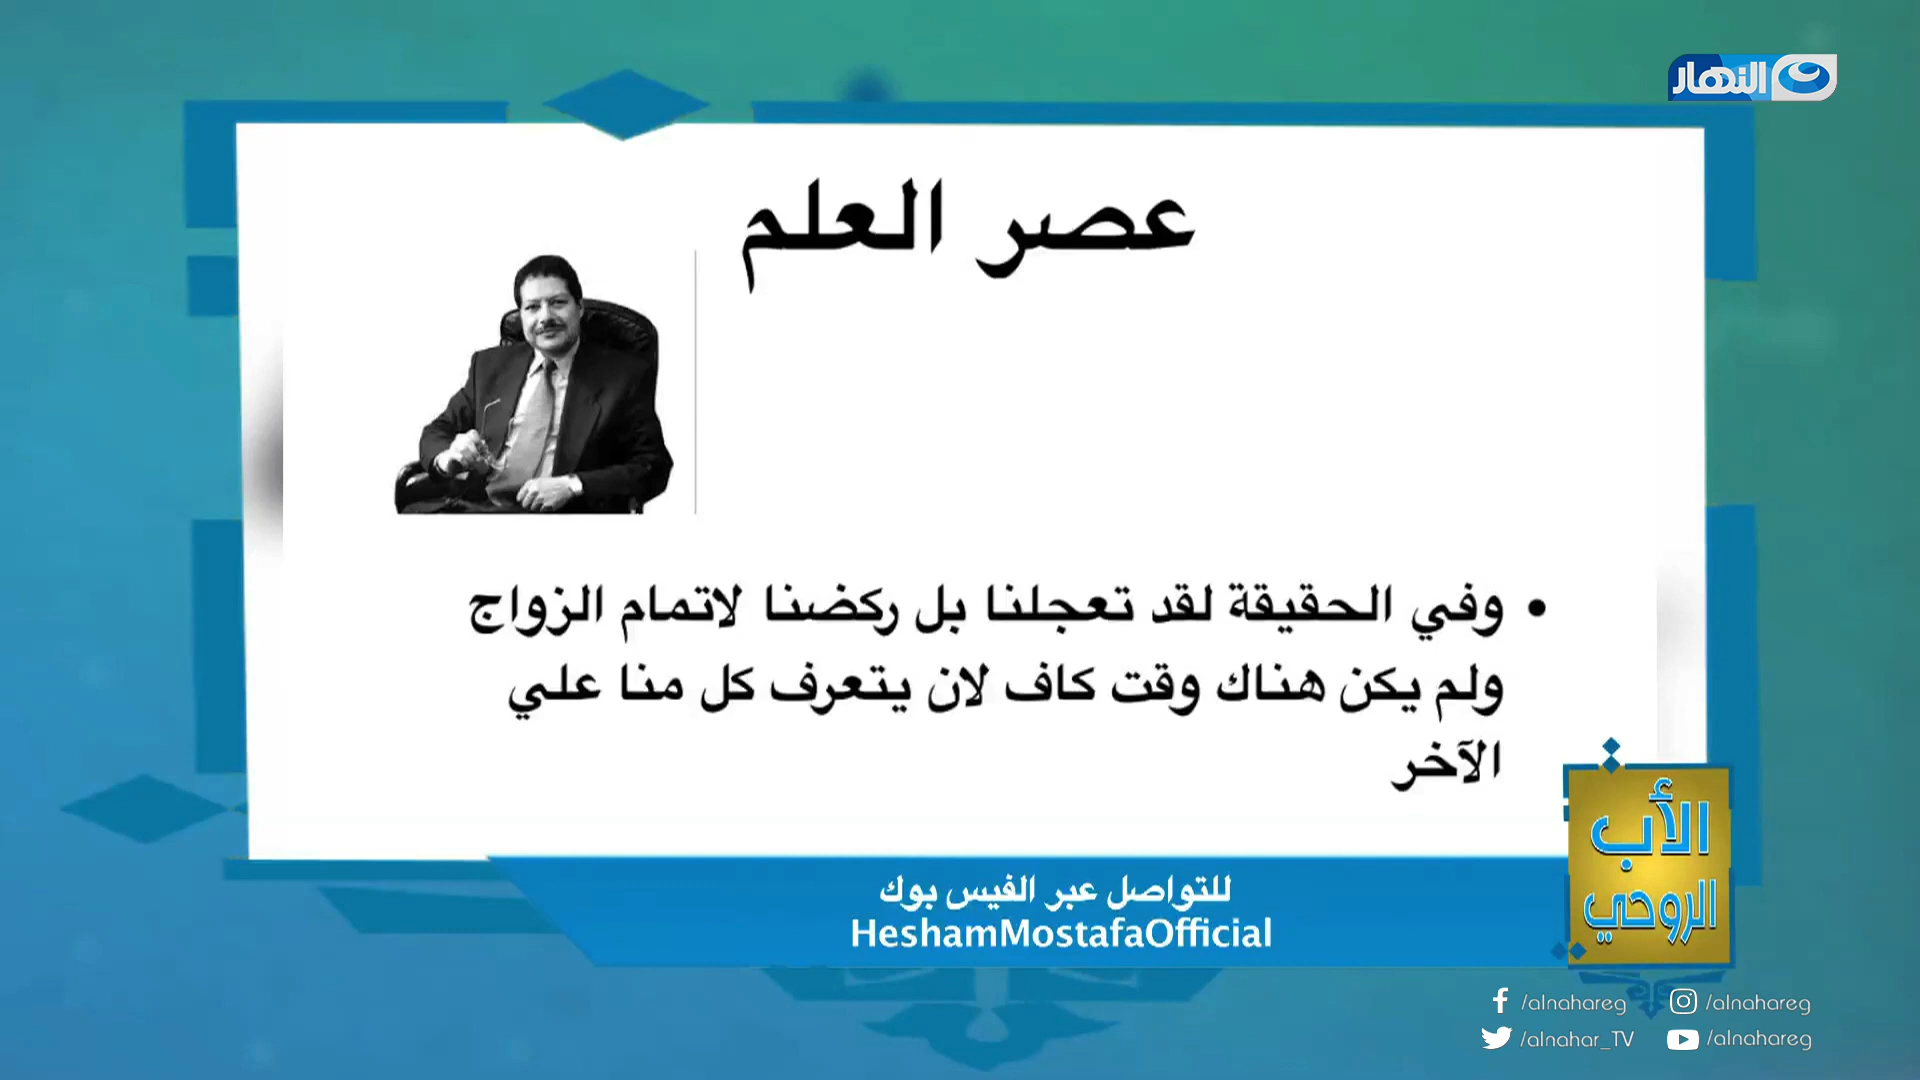 النهار
عصر العلم
• وفي الحقيقة لقد تعجلنا بل ركضنا لاتمام الزواج
ولم يكن هناك وقت كاف لان يتعرف كل منا علي
الآخر
الأب
الروحي
للتواصل عبر الفيس بوك
HeshamMostafaOfficial
/alnahareg
/alnahareg
/alnahar_TV
/alnahareg